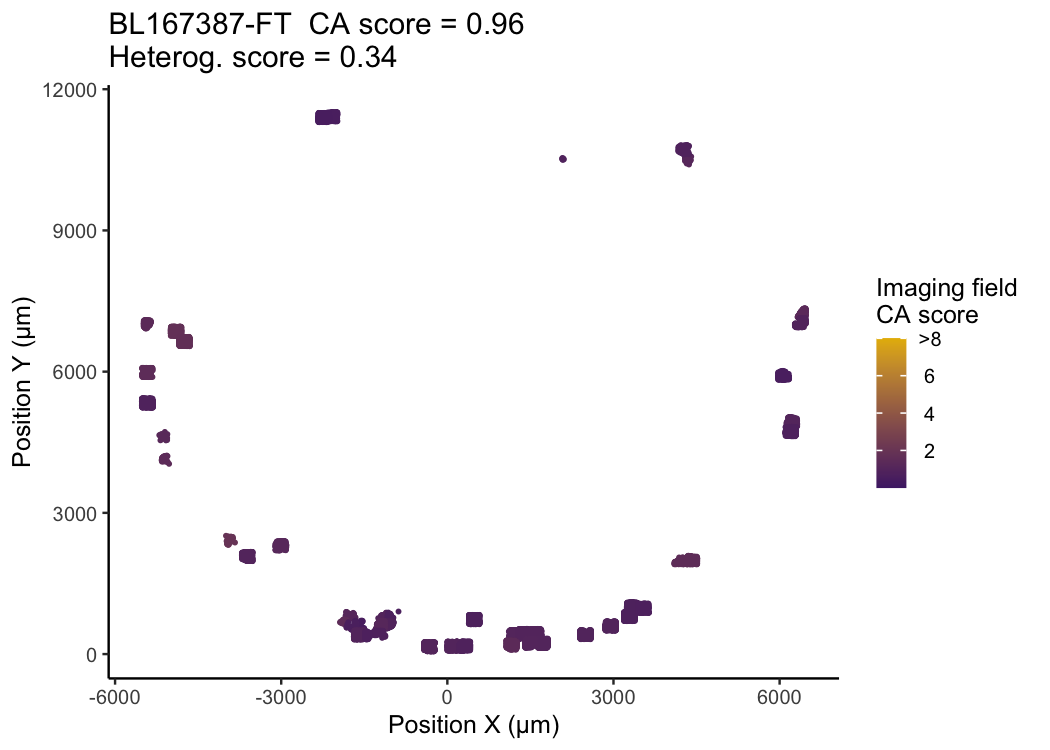 BL167387-FT  CA score = 0.96
Heterog. score = 0.34
12000
9000
6000
3000
0
Position Y (μm)
-6000
-3000
0
3000
6000
Position X (μm)
Imaging field
CA score
>8
6
4
2